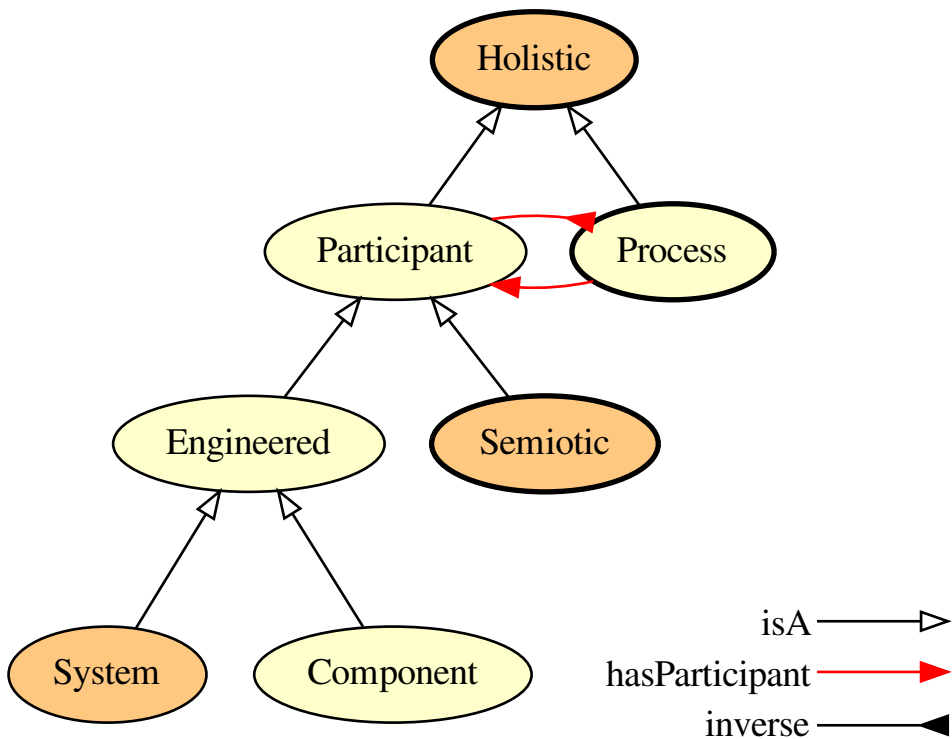 Holistic
Participant
Process
Engineered
Semiotic
System
Component
isA
hasParticipant
inverse